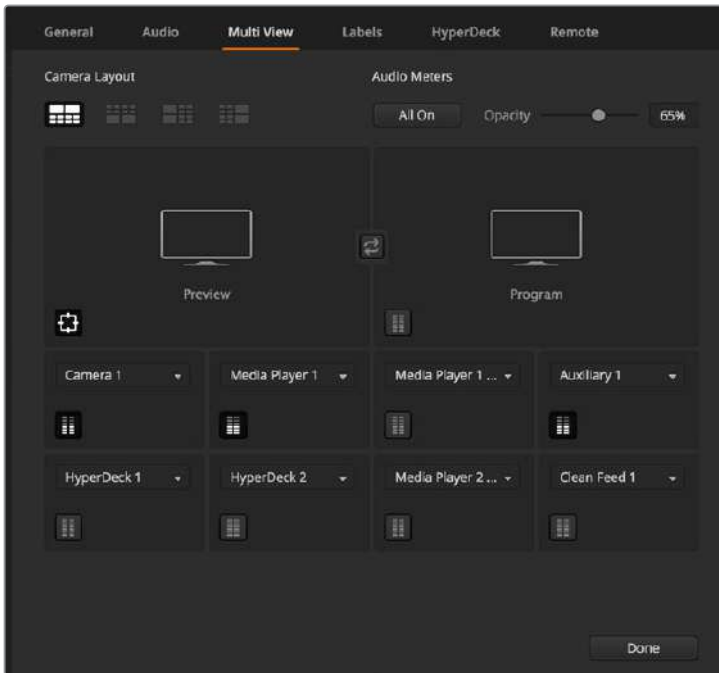 General Audio Multi View Labels HyperDeck Remote
Camera Layout Audio Meters
All On Opacity 65%
Preview Program
Camera 1 Media Player 1 Media Player 1 ... Auxiliary 1
HyperDeck 1 HyperDeck 2 Media Player 2 ... Clean Feed 1
Done